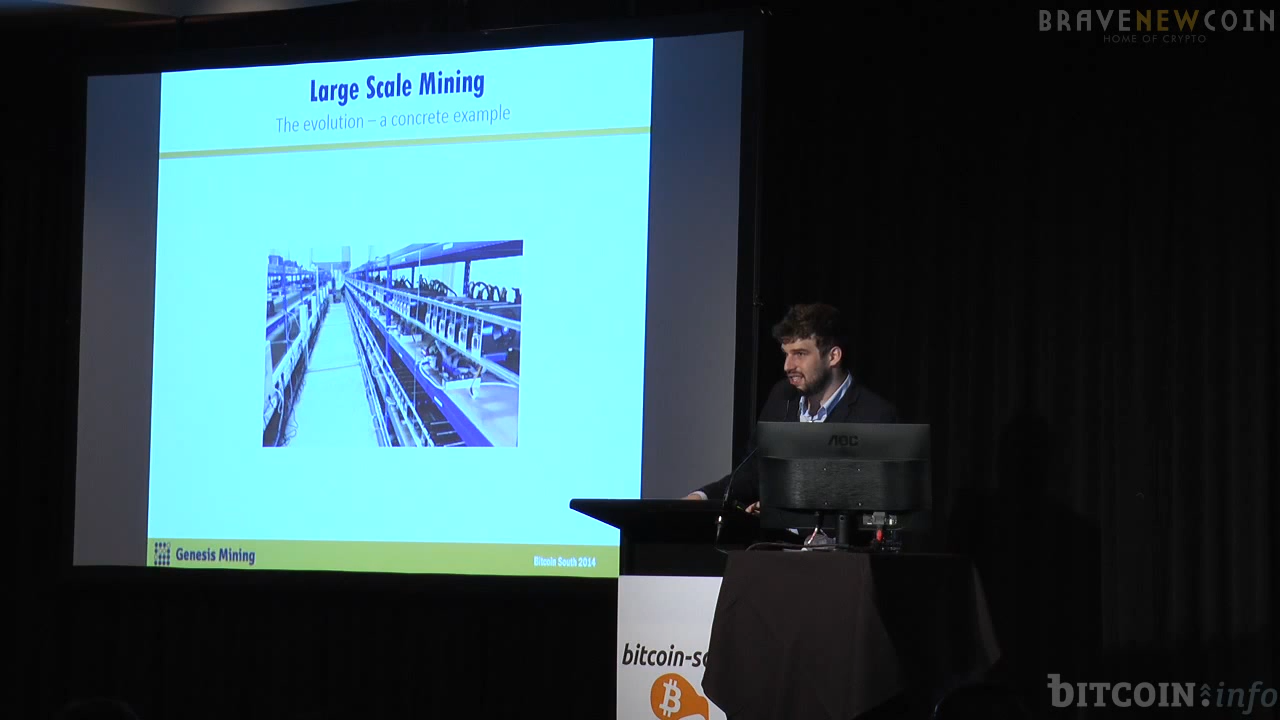 BRAVENEWCOIN
HOME OF CRYPTO
Large Scale Mining
The evolution – a concrete example
Genesis Mining
Bitcoin South 2014
AOC
bitcoin-so
BITCOIN:info